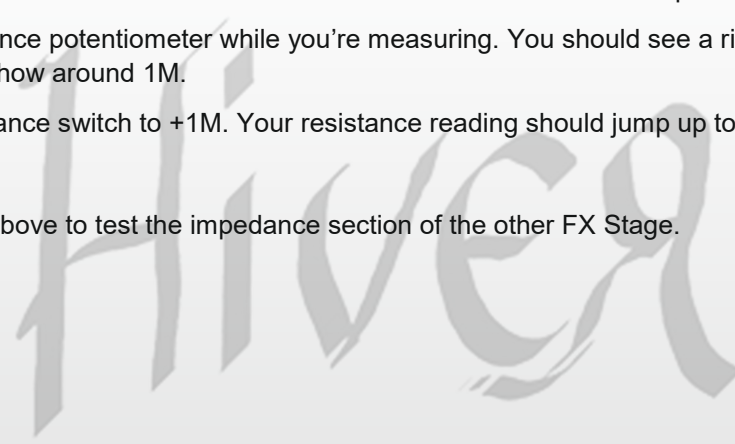 nce potentiometer while you’re measuring. You should see a ri
how around 1M.
ance switch to +1M. Your resistance reading should jump up to
bove to test the impedance section of the other FX Stage.